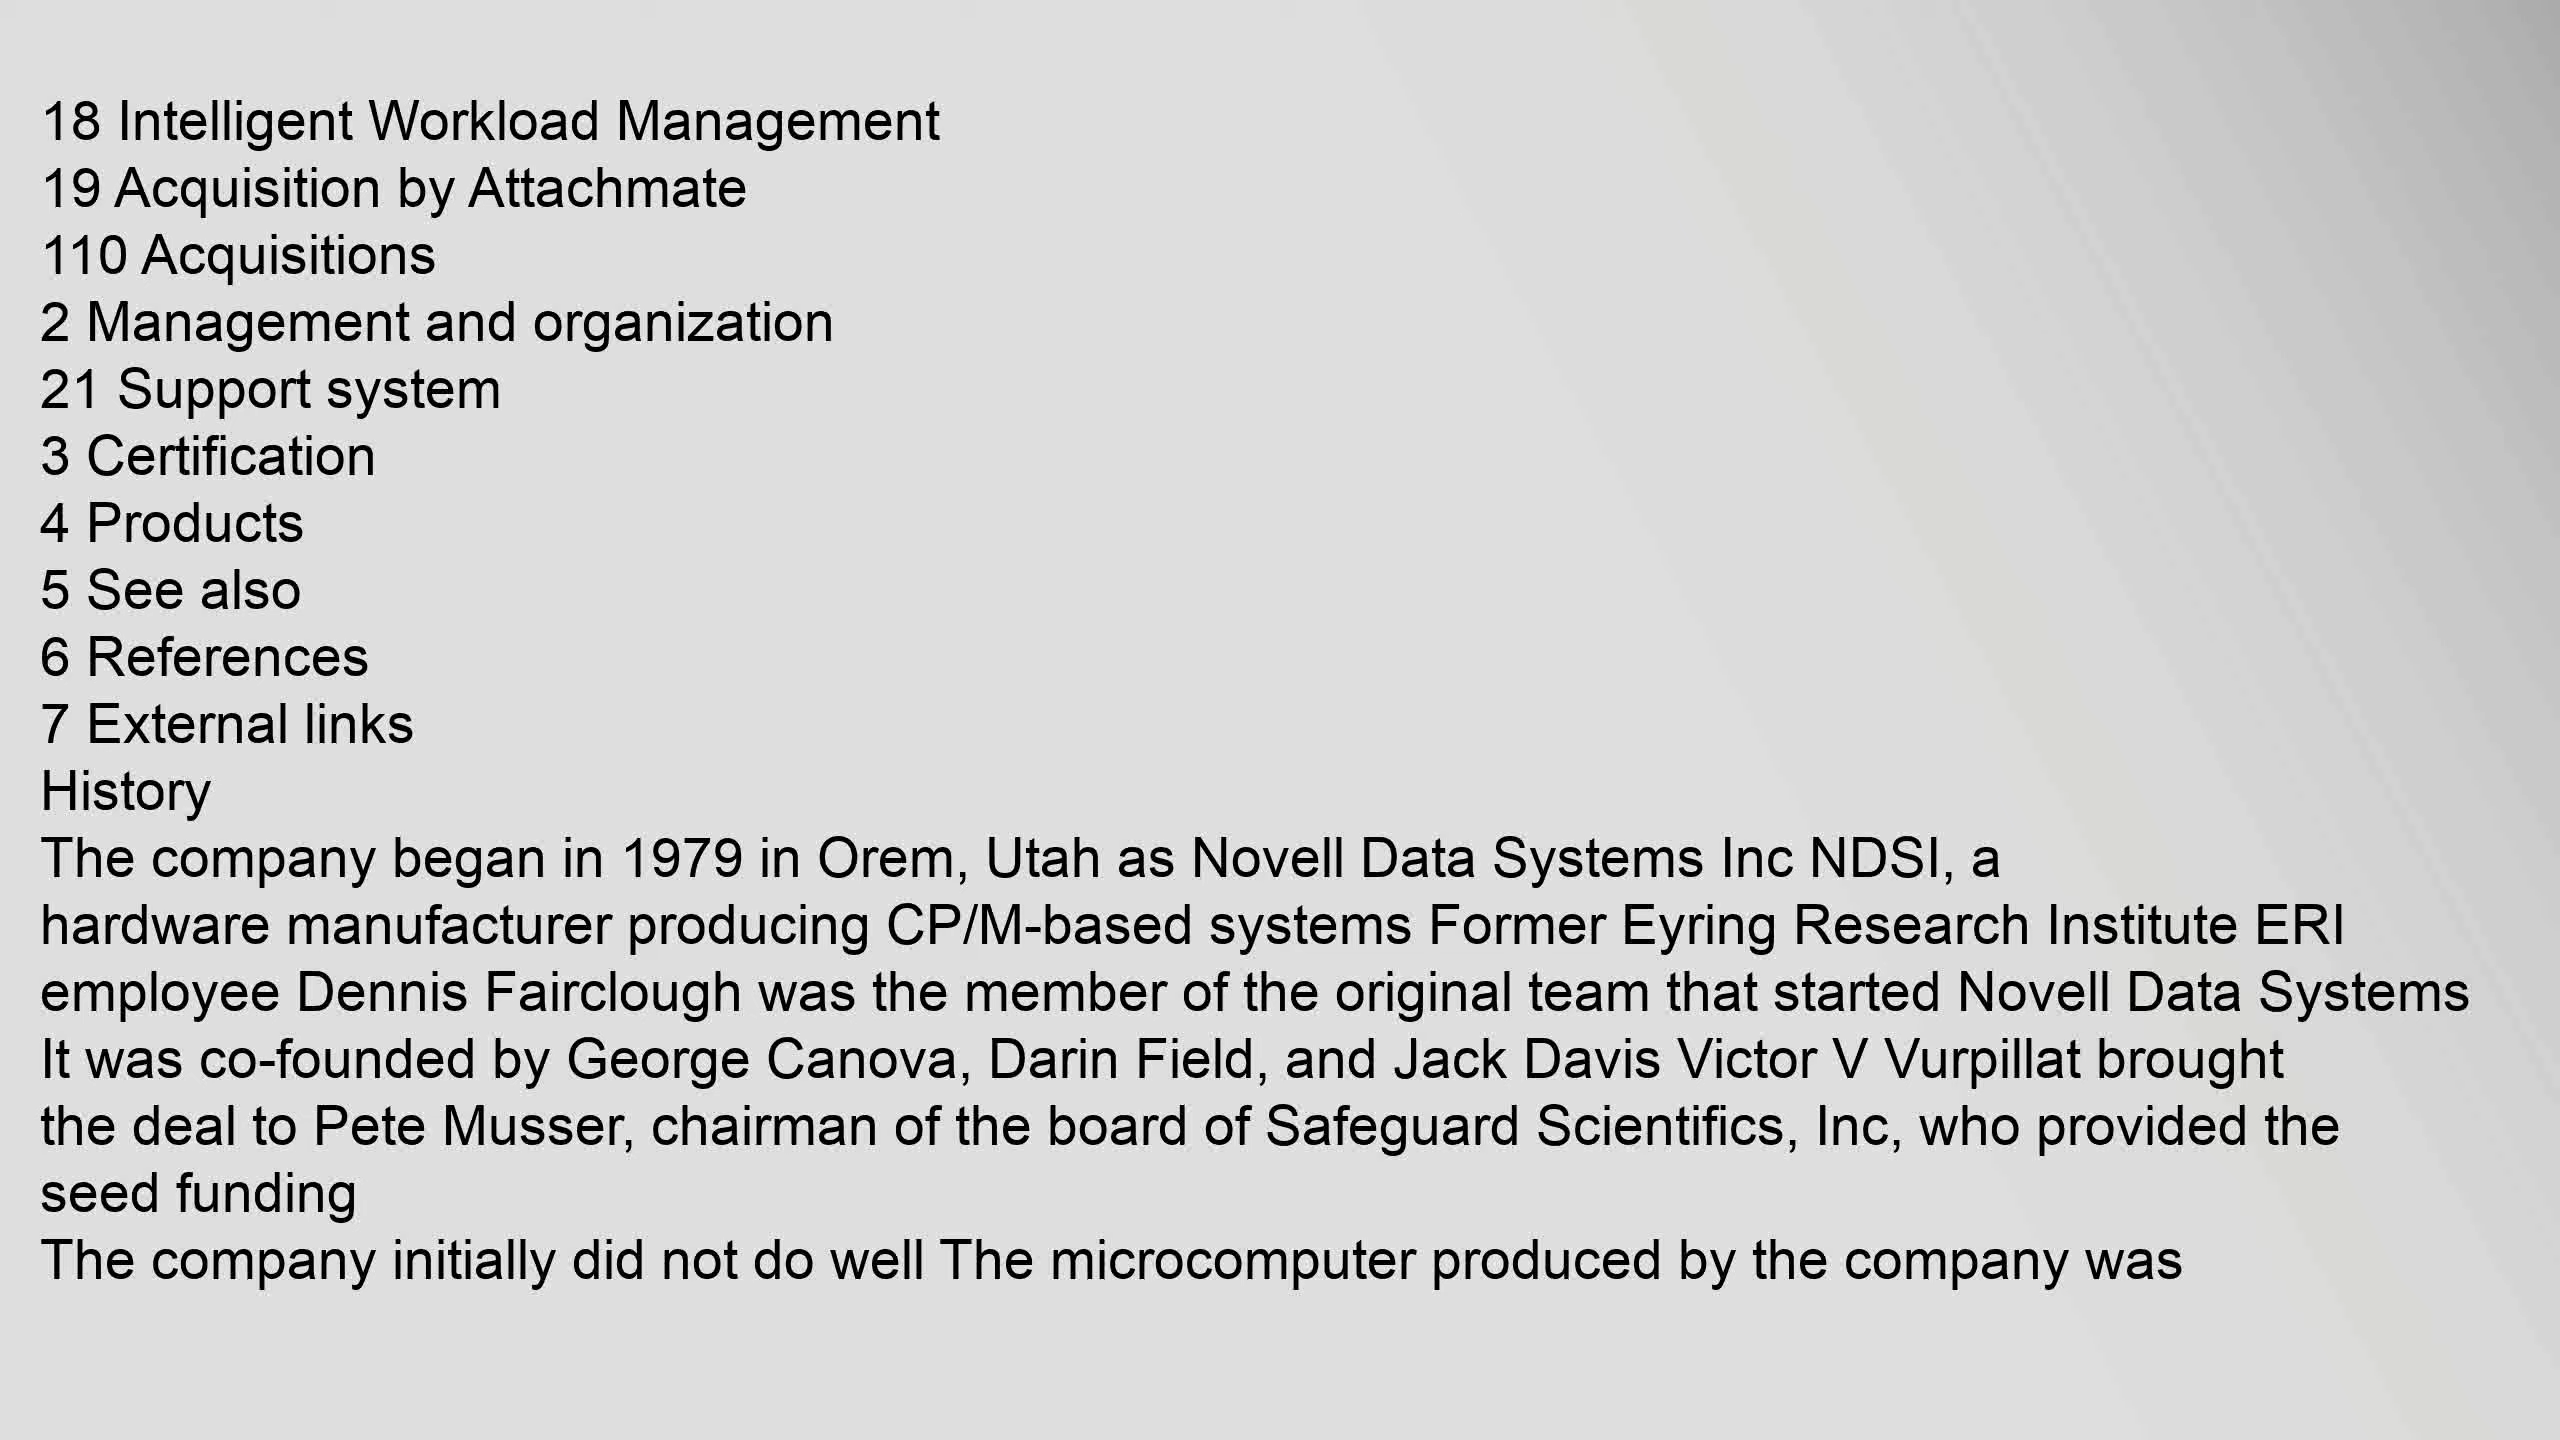 18 Intelligent Workload Management
19 Acquisition by Attachmate
110 Acquisitions
2 Management and organization
21 Support system
3 Certification
4 Products
5 See also
6 References
7 External links
History
The company began in 1979 in Orem, Utah as Novell Data Systems Inc NDSI, a
hardware manufacturer producing CP/M-based systems Former Eyring Research Institute ERI
employee Dennis Fairclough was the member of the original team that started Novell Data Systems
It was co-founded by George Canova, Darin Field, and Jack Davis Victor V Vurpillat brought
the deal to Pete Musser, chairman of the board of Safeguard Scientifics, Inc, who provided the
seed funding
The company initially did not do well The microcomputer produced by the company was